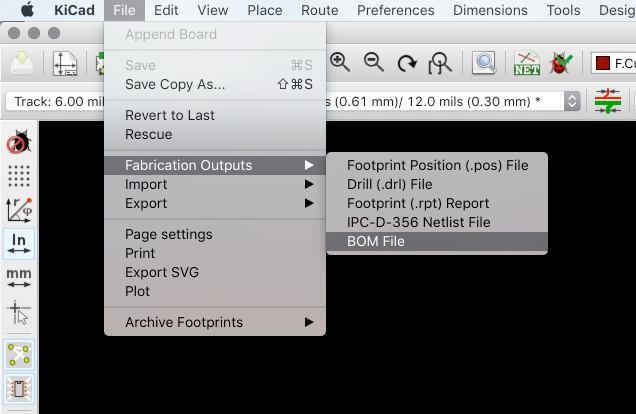 KiCad File Edit View Place Route Preferences Dimensions Tools Desig
Append Board
Save ⌘S
Save Copy As... ⇧⌘S
NET
F.Cu
Track: 6.00 mil
s (0.61 mm)/ 12.0 mils (0.30 mm) *
Revert to Last
Rescue
Fabrication Outputs ▶
Import ▶
Export ▶
Page settings
Print
Export SVG
Plot
Archive Footprints ▶
Footprint Position (.pos) File
Drill (.drl) File
Footprint (.rpt) Report
IPC-D-356 Netlist File
BOM File
r φ
In
mm